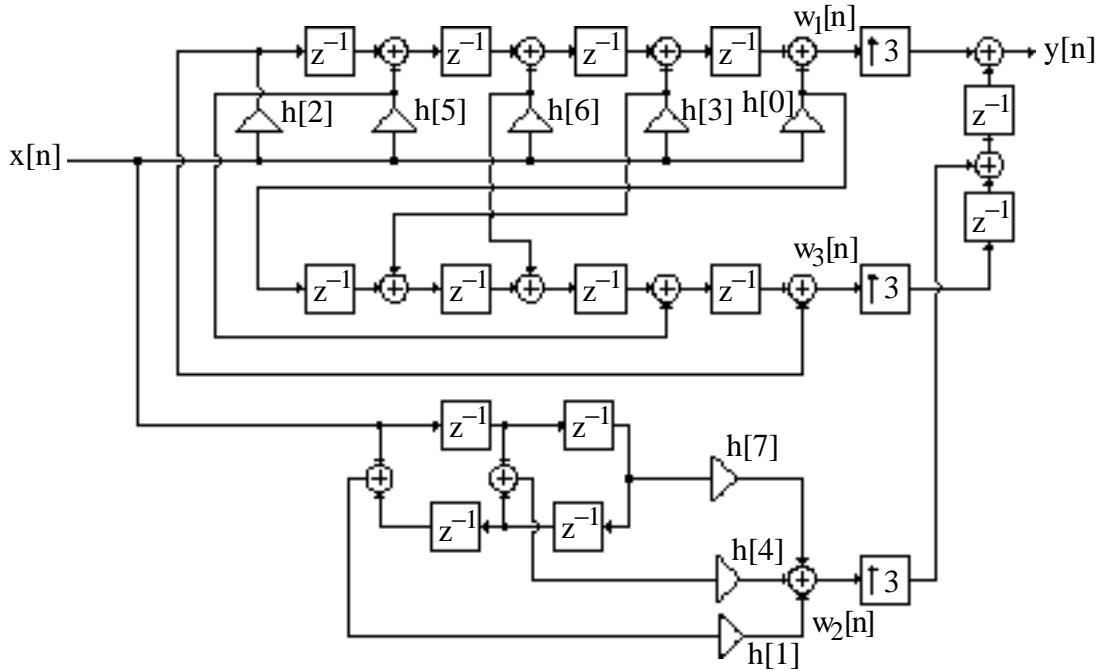 w₁[n]
z⁻¹ z⁻¹ z⁻¹ z⁻¹ ↑3 y[n]
h[2] h[5] h[6] h[3] h[0] z⁻¹
x[n]
z⁻¹
w₃[n]
z⁻¹ z⁻¹ z⁻¹ z⁻¹ ↑3
z⁻¹ z⁻¹
h[7]
z⁻¹ z⁻¹
h[4]
↑3
w₂[n]
h[1]